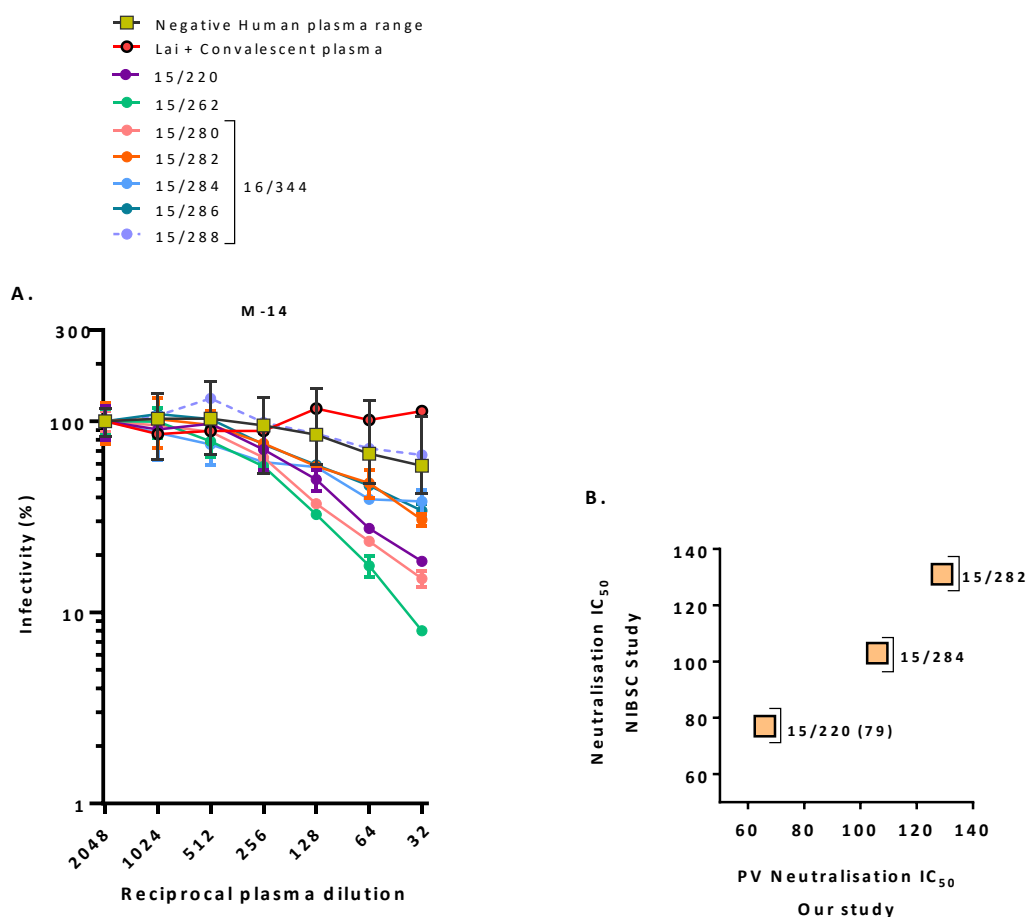 Negative Human plasma range
Lai + Convalescent plasma
15/220
15/262
15/280
15/282
15/284
15/286
15/288
16/344
A.
M-14
300
100
10
1
Infectivity (%)
2048
1024
512
256
128
64
32
Reciprocal plasma dilution
B.
140
120
100
80
60
Neutralisation IC50
NIBSC Study
15/282
15/284
15/220 (79)
60
80
100
120
140
PV Neutralisation IC50
Our study